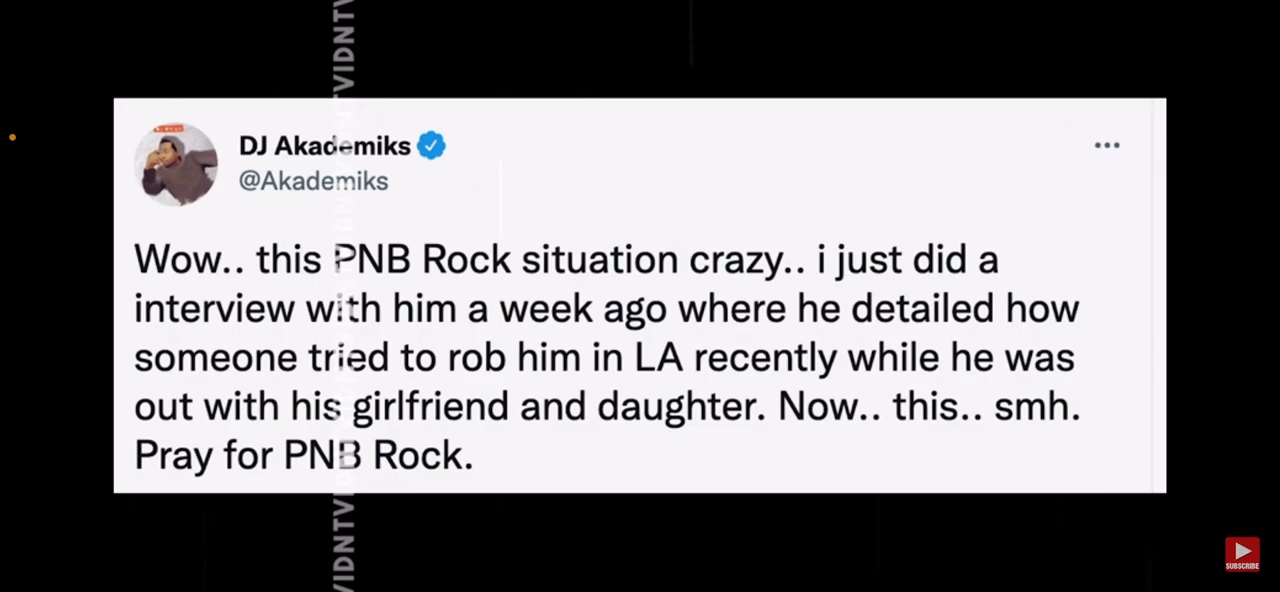 DJ Akademiks
@Akademiks
Wow.. this PNB Rock situation crazy.. i just did a
interview with him a week ago where he detailed how
someone tried to rob him in LA recently while he was
out with his girlfriend and daughter. Now.. this.. smh.
Pray for PNB Rock.
VIDNTVIDNTV
SUBSCRIBE